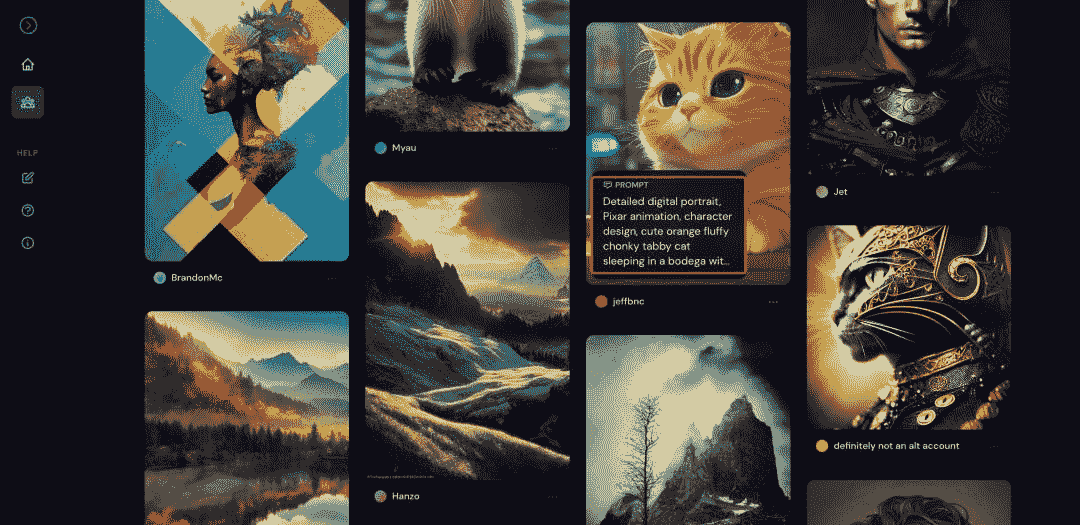 HELP
BrandonMc
Myau
Hanzo
PROMPT
Detailed digital portrait,
Pixar animation, character
design, cute orange fluffy
chonky tabby cat
sleeping in a bodega wit...
jeffbnc
Jet
definitely not an alt account